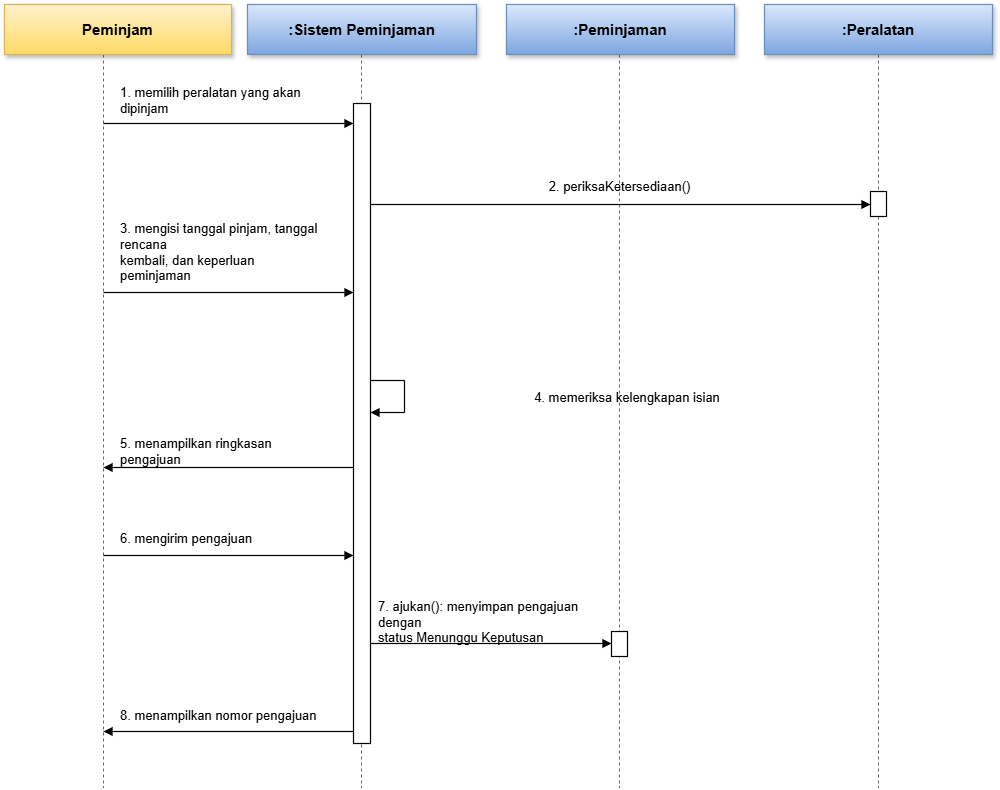 Peminjam
:Sistem Peminjaman
:Peminjaman
:Peralatan
1. memilih peralatan yang akan
dipinjam
2. periksaKetersediaan()
3. mengisi tanggal pinjam, tanggal
rencana
kembali, dan keperluan
peminjaman
4. memeriksa kelengkapan isian
5. menampilkan ringkasan
pengajuan
6. mengirim pengajuan
7. ajukan(): menyimpan pengajuan
dengan
status Menunggu Keputusan
8. menampilkan nomor pengajuan